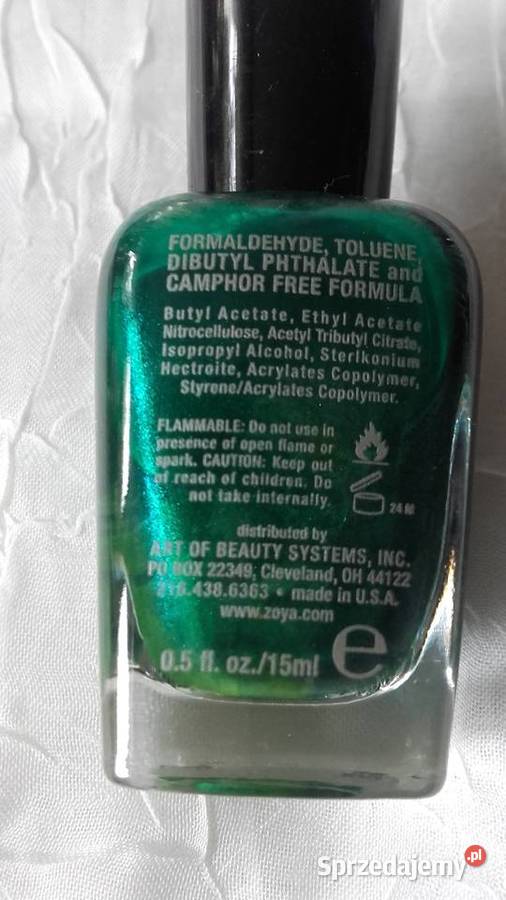 FORMALDEHYDE, TOLUENE,
DIBUTYL PHTHALATE and
CAMPHOR FREE FORMULA
Butyl Acetate, Ethyl Acetate
Nitrocellulose, Acetyl Tributyl Citrate,
Isopropyl Alcohol, Sterlkonium
Hectroite, Acrylates Copolymer,
Styrene/Acrylates Copolymer.
FLAMMABLE: Do not use in
presence of open flame or
spark. CAUTION: Keep out
of reach of children. Do
not take internally.
24 M
distributed by
ART OF BEAUTY SYSTEMS, INC.
PO BOX 22349, Cleveland, OH 44122
216.438.6363 • made in U.S.A.
www.zoya.com
0.5 fl. oz./15ml e
Sprzedajemy.pl